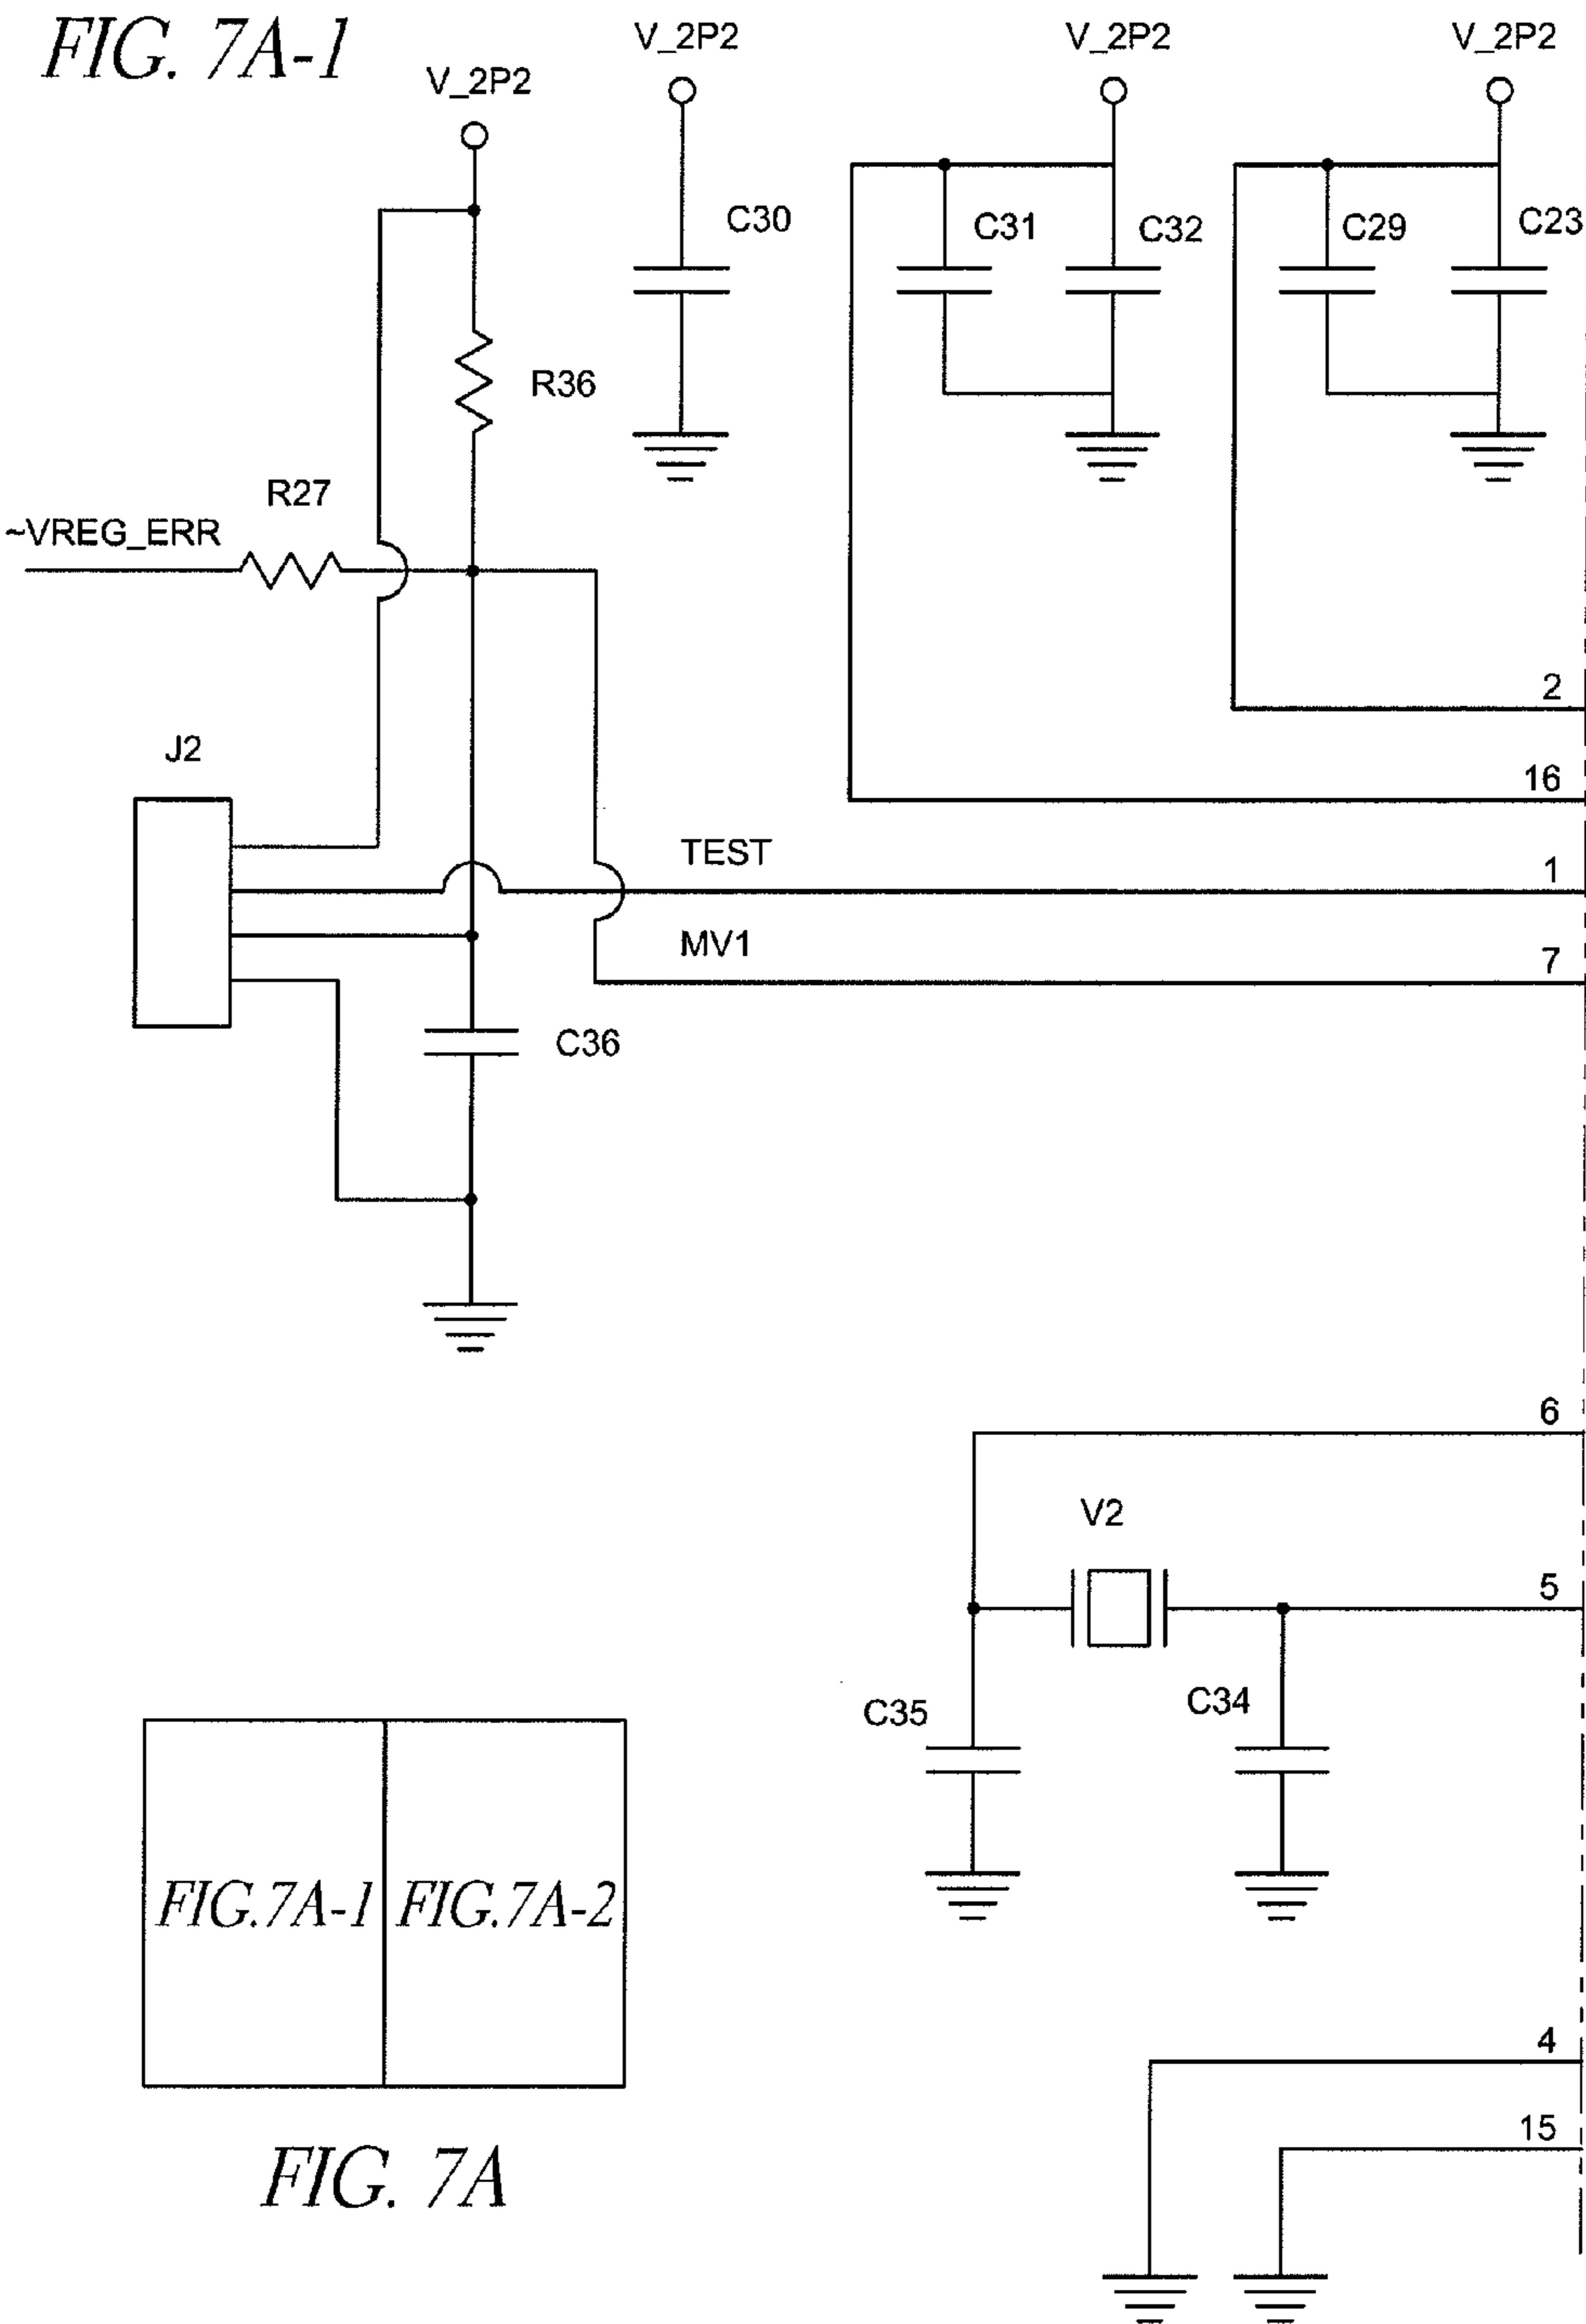 FIG. 7A-1
V_2P2
V_2P2
V_2P2
V_2P2
C30
C31
C32
C29
C23
R36
R27
~VREG_ERR
2
J2
16
TEST
1
MV1
7
C36
6
V2
5
C35
C34
FIG.7A-1
FIG.7A-2
4
15
FIG. 7A